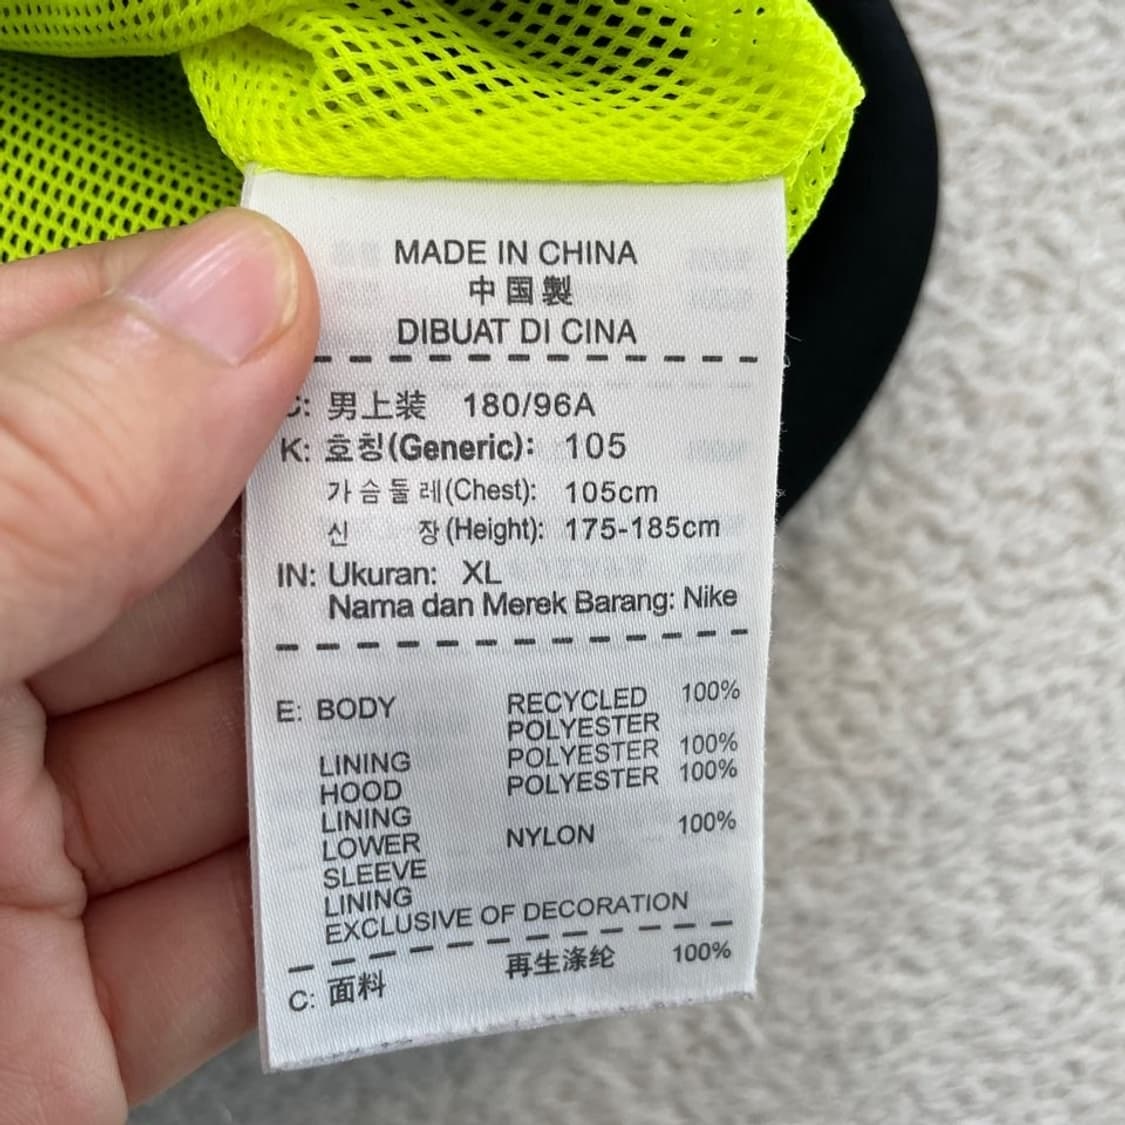 MADE IN CHINA
中国製
DIBUAT DI CINA
: 男上装 180/96A
K: 호칭(Generic): 105
가슴둘레(Chest): 105cm
신 장(Height): 175-185cm
IN: Ukuran: XL
Nama dan Merek Barang: Nike
E: BODY RECYCLED 100%
POLYESTER
LINING POLYESTER 100%
HOOD POLYESTER 100%
LINING
LOWER NYLON 100%
SLEEVE
LINING
EXCLUSIVE OF DECORATION
C: 面料 再生涤纶 100%